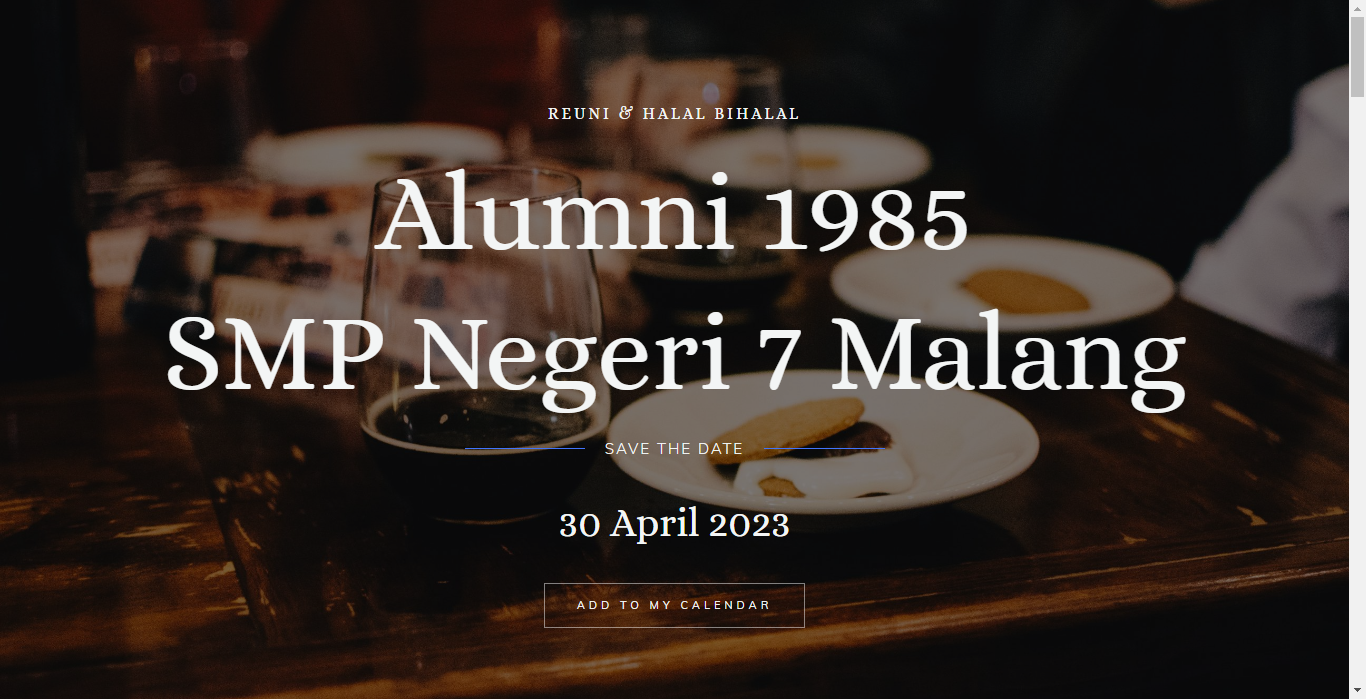 REUNI & HALAL BIHALAL
Alumni 1985
SMP Negeri 7 Malang
SAVE THE DATE
30 April 2023
ADD TO MY CALENDAR